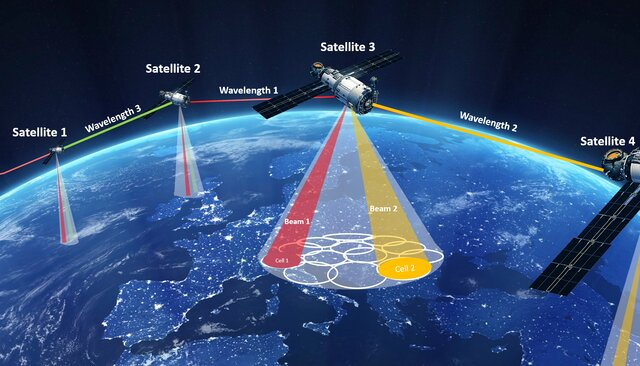 Satellite 3
Satellite 2
Wavelength 1
Wavelength 3
Satellite 1
Wavelength 2
Satellite 4
Beam 1
Beam 2
Cell 1
Cell 2